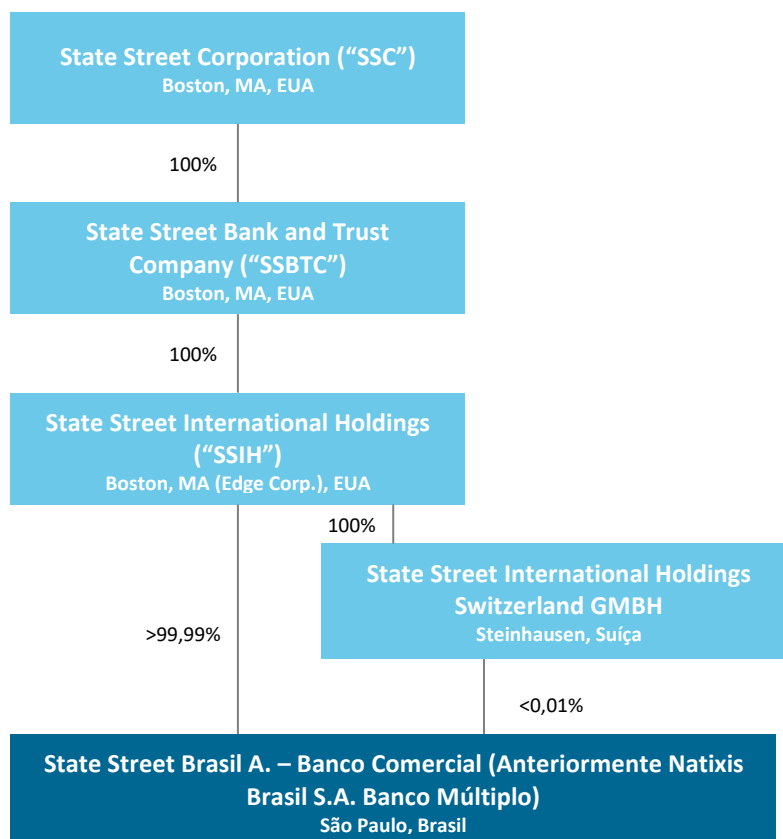 State Street Corporation (“SSC”)
Boston, MA, EUA
100%
State Street Bank and Trust
Company (“SSBTC”)
Boston, MA, EUA
100%
State Street International Holdings
(“SSIH”)
Boston, MA (Edge Corp.), EUA
100%
State Street International Holdings
Switzerland GMBH
Steinhausen, Suíça
>99,99%
<0,01%
State Street Brasil A. – Banco Comercial (Anteriormente Natixis
Brasil S.A. Banco Múltiplo)
São Paulo, Brasil